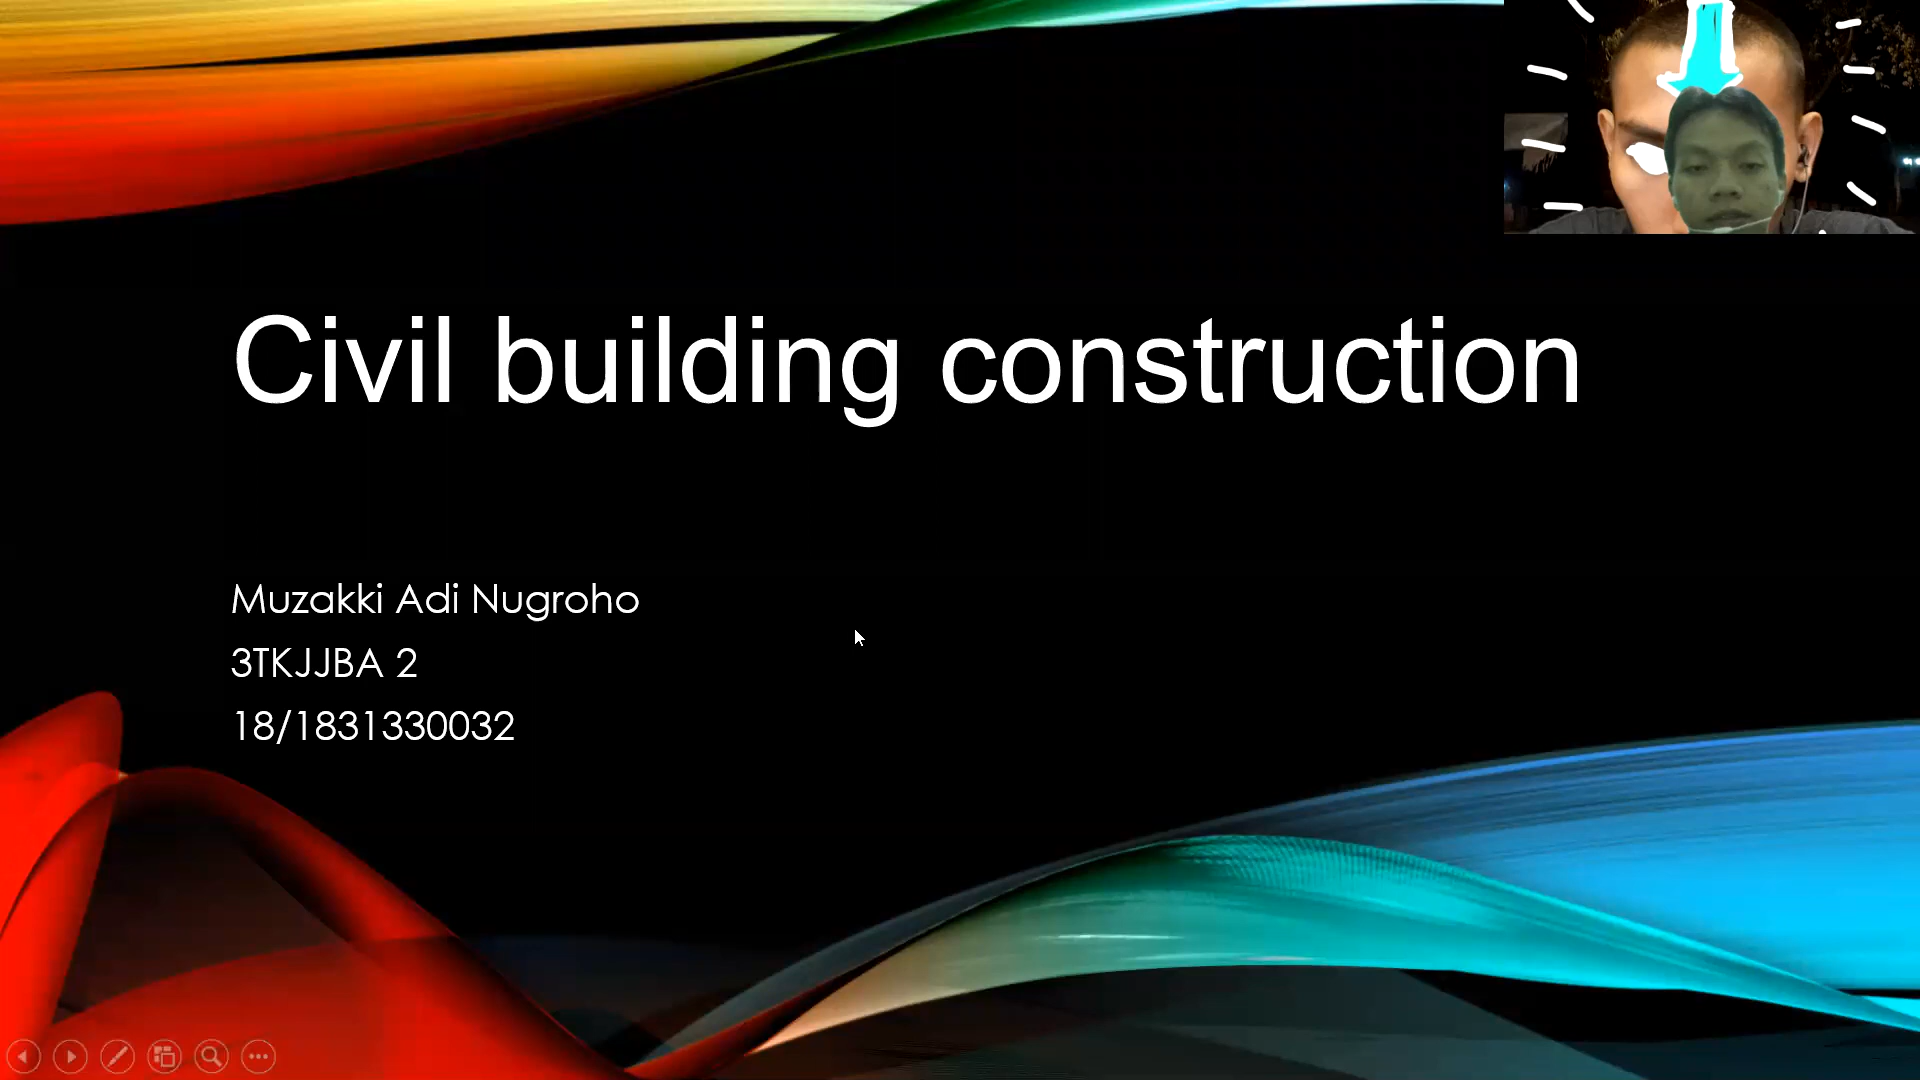 Civil building construction
Muzakki Adi Nugroho
3TKJJBA 2
18/1831330032